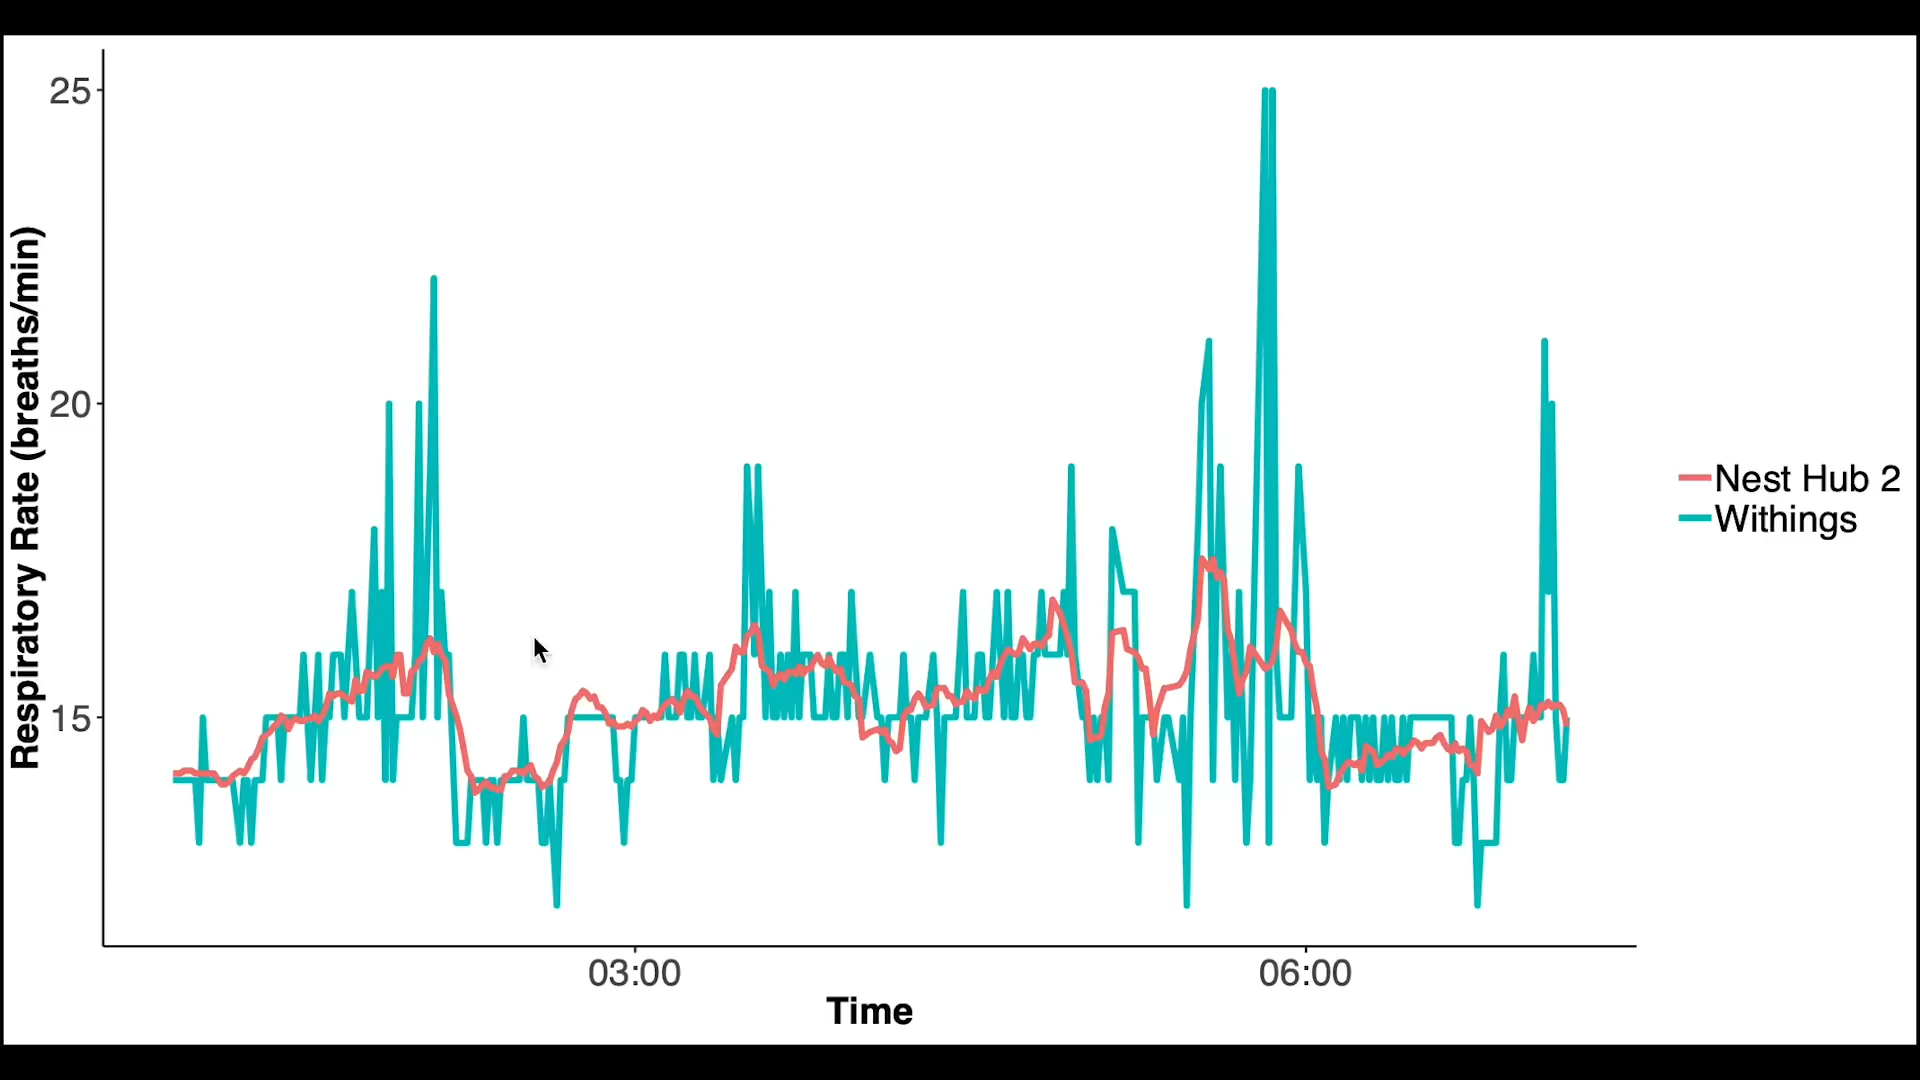 25
20
15
Respiratory Rate (breaths/min)
03:00
06:00
Time
Nest Hub 2
Withings